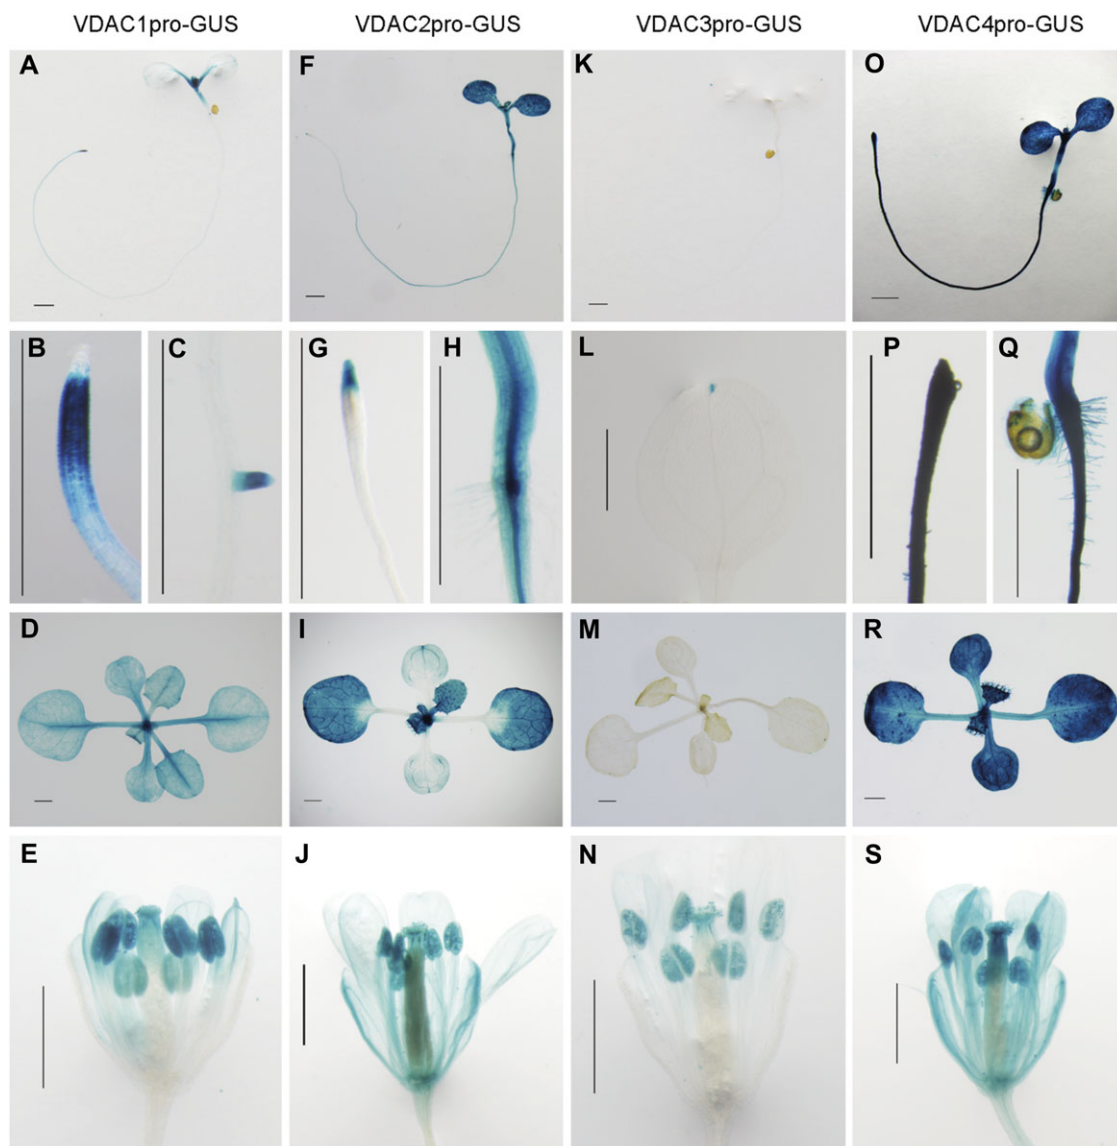 VDAC1pro-GUS VDAC2pro-GUS VDAC3pro-GUS VDAC4pro-GUS
A F K O
B C G H L P Q
D I M R
E J N S